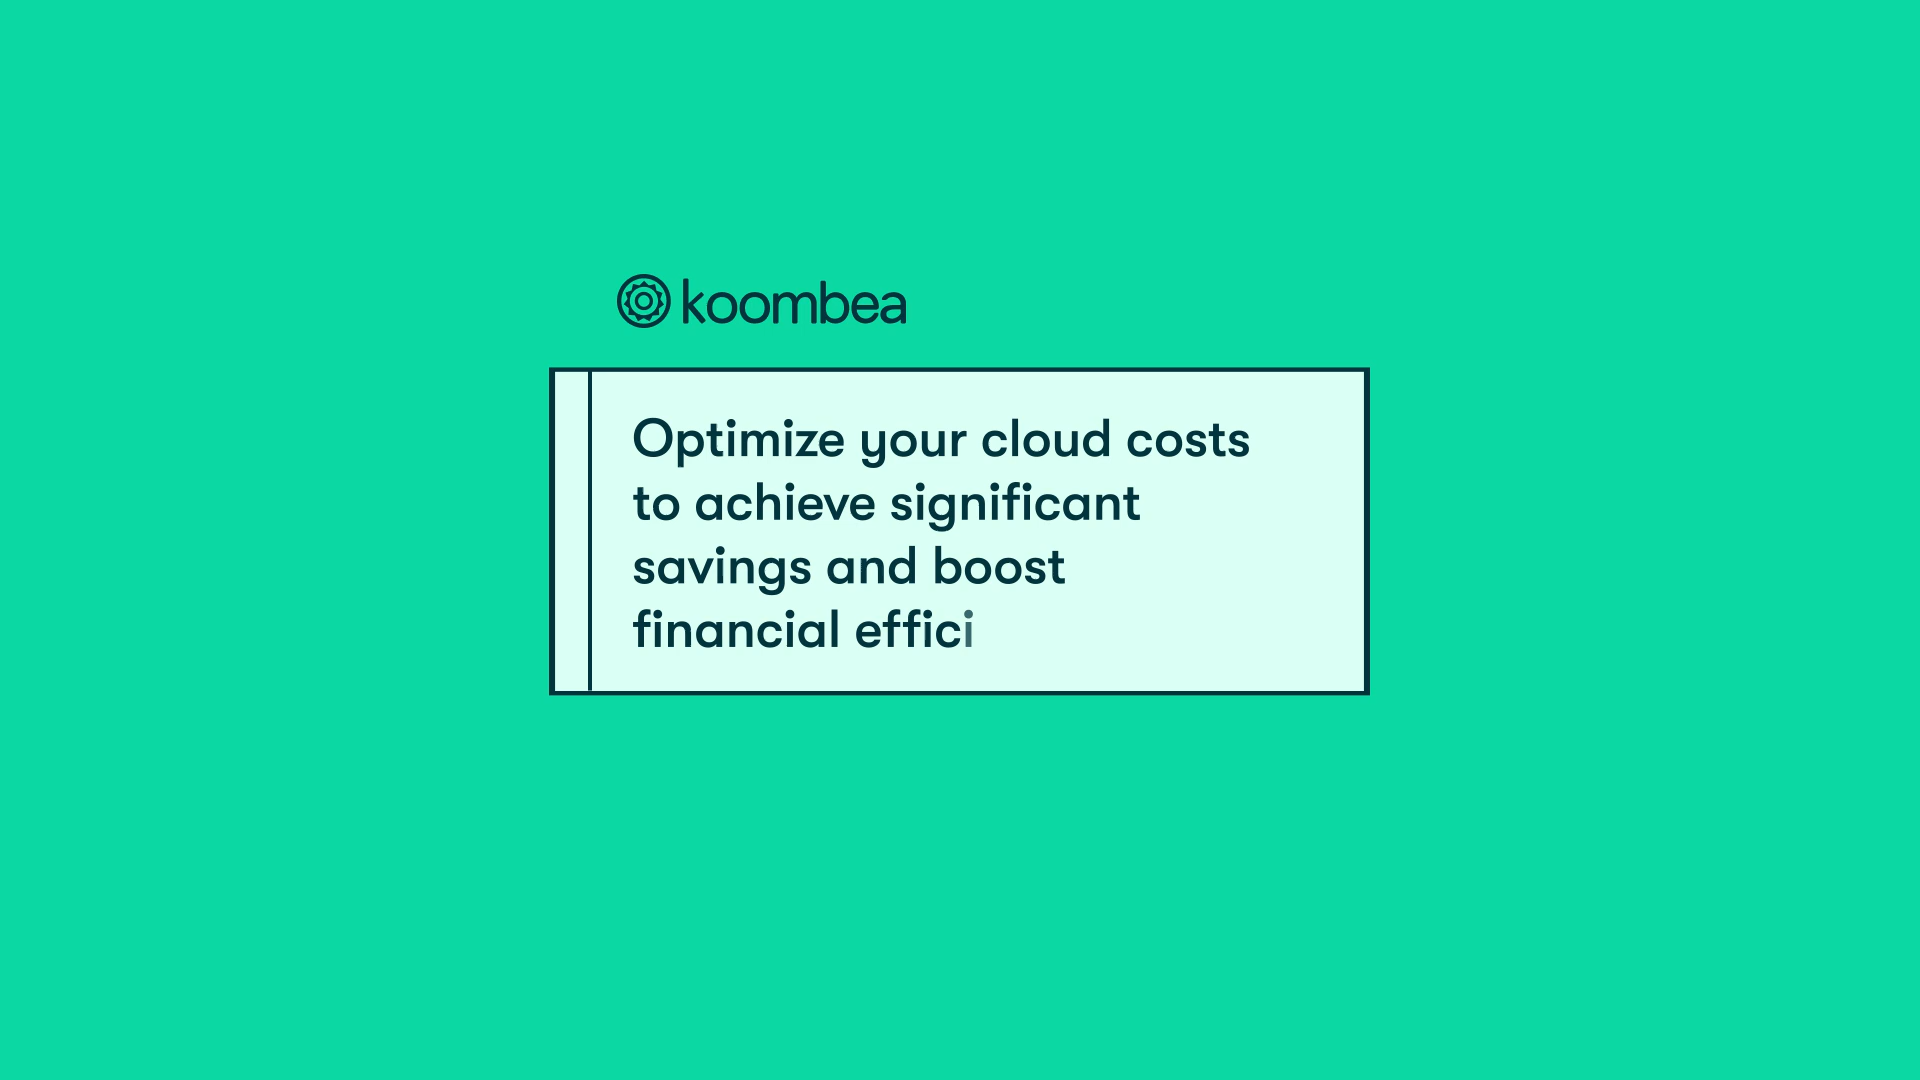 koombea
Optimize your cloud costs
to achieve significant
savings and boost
financial effici